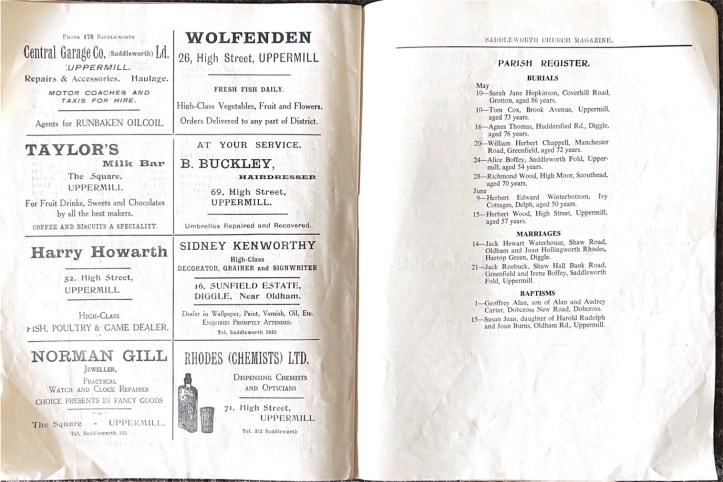 PHONE 178 SADDLEWORTH
Central Garage Co. (Saddleworth) Ld.
UPPERMILL.
Repairs & Accessories. Haulage.
MOTOR COACHES AND
TAXIS FOR HIRE.
Agents for RUNBAKEN OILCOIL
WOLFENDEN
26, High Street, UPPERMILL
FRESH FISH DAILY.
High-Class Vegetables, Fruit and Flowers.
Orders Delivered to any part of District.
TAYLOR'S
Milk Bar
The Square,
UPPERMILL.
For Fruit Drinks, Sweets and Chocolates
by all the best makers.
COFFEE AND BISCUITS A SPECIALITY.
AT YOUR SERVICE.
B. BUCKLEY,
HAIRDRESSER
69, High Street,
UPPERMILL.
Umbrellas Repaired and Recovered.
Harry Howarth
52, High Street,
UPPERMILL
HIGH-CLASS
FISH, POULTRY & GAME DEALER.
SIDNEY KENWORTHY
High-Class
DECORATOR, GRAINER and SIGNWRITER
16, SUNFIELD ESTATE,
DIGGLE, Near Oldham.
Dealer in Wallpaper, Paint, Varnish, Oil, Etc.
ENQUIRIES PROMPTLY ATTENDED.
Tel. Saddleworth
NORMAN GILL
JEWELLER,
PRACTICAL
WATCH AND CLOCK REPAIRER
CHOICE PRESENTS IN FANCY GOODS
The Square - UPPERMILL.
Tel. Saddleworth
RHODES (CHEMISTS) LTD.
DISPENSING CHEMISTS
AND OPTICIANS
71, High Street,
UPPERMILL
Tel. 313 Saddleworth
SADDLEWORTH CHURCH MAGAZINE.
PARISH REGISTER.
BURIALS
May
10—Sarah Jane Hopkinson, Coverhill Road,
Grotton, aged 86 years.
10—Tom Cox, Brook Avenue, Uppermill,
aged 73 years.
16—Agnes Thomas, Huddersfield Rd., Diggle,
aged 76 years.
20—William Herbert Chappell, Manchester
Road, Greenfield, aged 72 years.
24—Alice Boffey, Saddleworth Fold, Upper-
mill, aged 54 years.
28—Richmond Wood, High Moor, Scouthead,
aged 70 years.
June
9—Herbert Edward Winterbottom, Ivy
Cottages, Delph, aged 50 years.
15—Herbert Wood, High Street, Uppermill,
aged 57 years.
MARRIAGES
14—Jack Hewart Waterhouse, Shaw Road,
Oldham and Joan Hollingworth Rhodes,
Harrop Green, Diggle.
21—Jack Roebuck, Shaw Hall Bank Road,
Greenfield and Irene Boffey, Saddleworth
Fold, Uppermill.
BAPTISMS
1—Geoffrey Alan, son of Alan and Audrey
Carter, Dobcross New Road, Dobcross.
15—Susan Jean, daughter of Harold Rudolph
and Joan Burns, Oldham Rd., Uppermill.